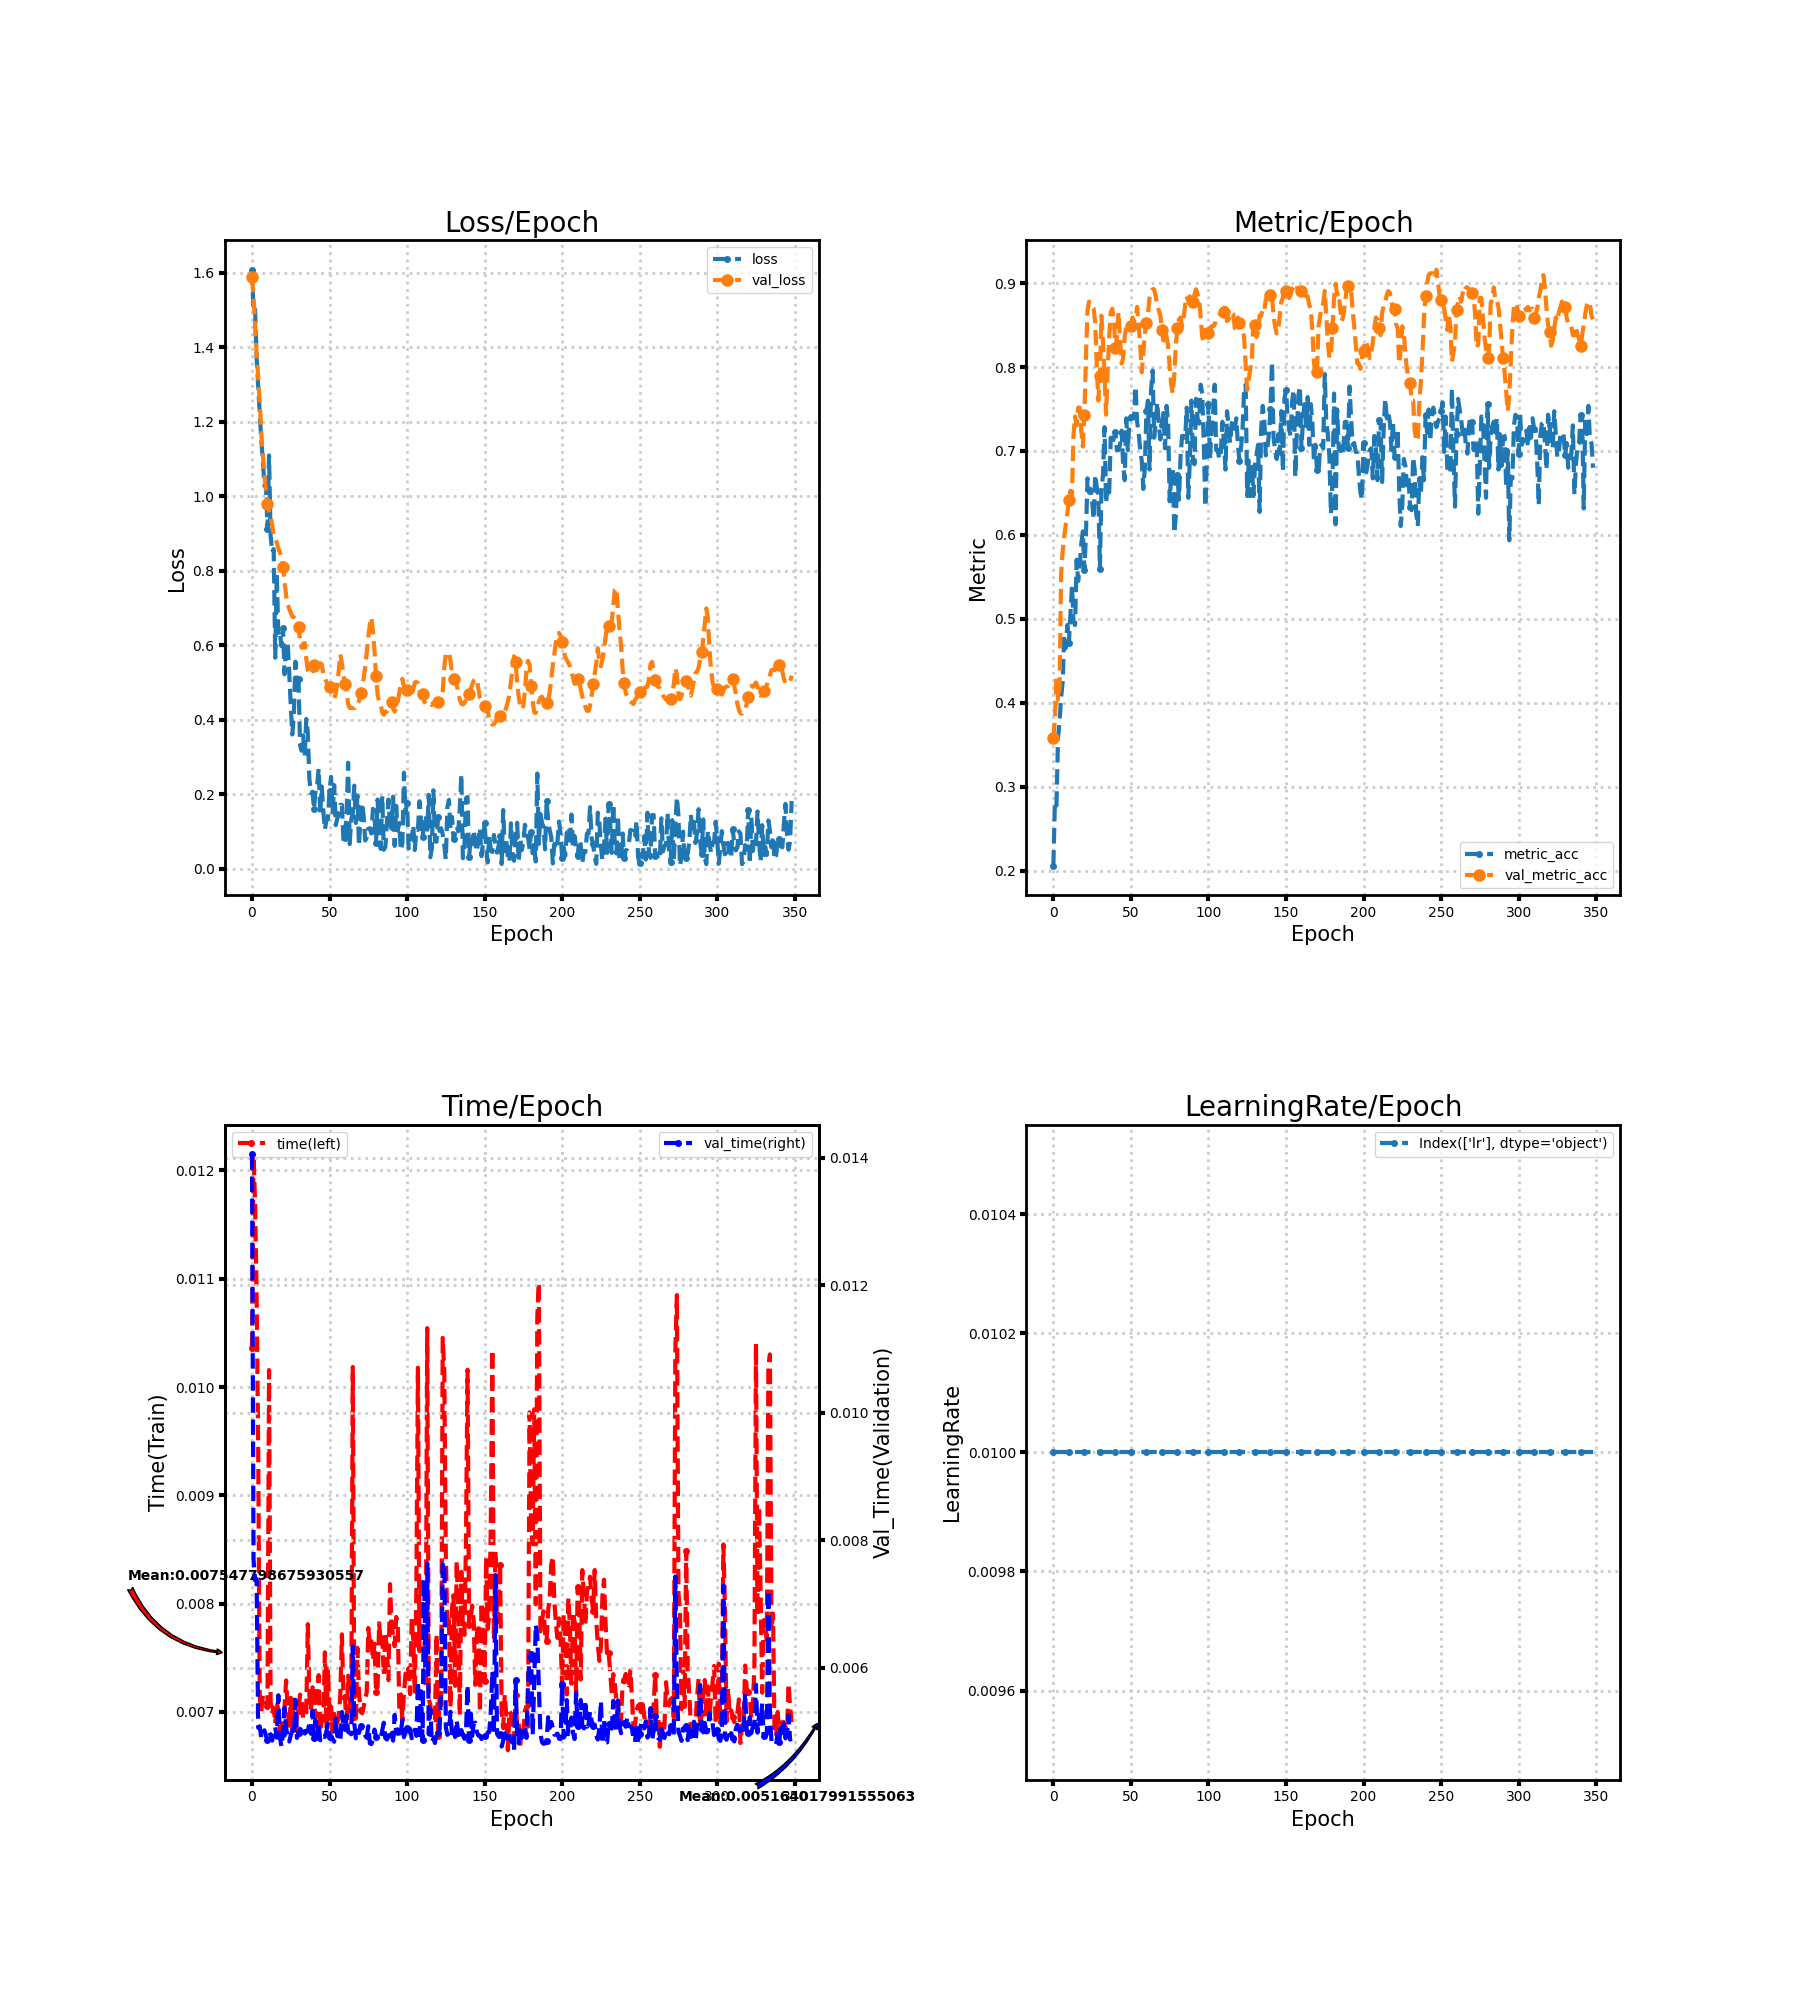 Loss/Epoch
1.6
1.4
1.2
1.0
0.8
0.6
0.4
0.2
0.0
Loss
loss
val_loss
0 50 100 150 200 250 300 350
Epoch
Metric/Epoch
0.9
0.8
0.7
0.6
0.5
0.4
0.3
0.2
Metric
metric_acc
val_metric_acc
0 50 100 150 200 250 300 350
Epoch
Time/Epoch
time(left)
val_time(right)
0.012
0.011
0.010
0.009
0.008
0.007
Time(Train)
0.014
0.012
0.010
0.008
0.006
Val_Time(Validation)
Mean:0.007547798675930557
Mean:0.005164017991555063
0 50 100 150 200 250 300 350
Epoch
LearningRate/Epoch
Index(['lr'], dtype='object')
0.0104
0.0102
0.0100
0.0098
0.0096
LearningRate
0 50 100 150 200 250 300 350
Epoch